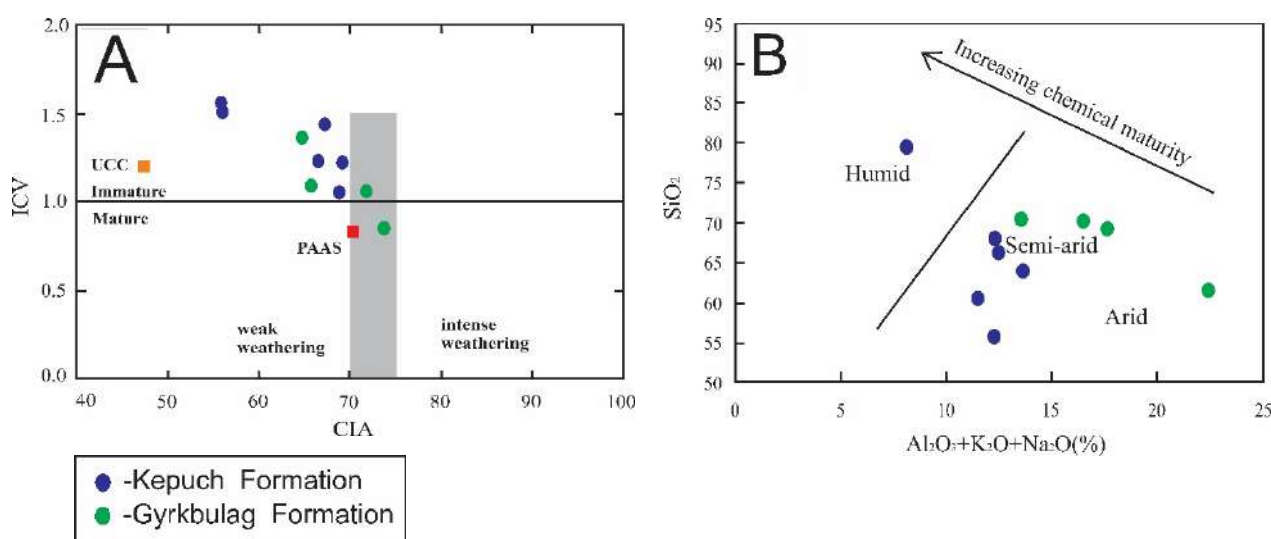 A
2.0
1.5
1.0
0.5
0.0
ICV
UCC
Immature
Mature
PAAS
weak
weathering
intense
weathering
40
50
60
70
80
90
100
CIA
B
95
90
85
80
75
70
65
60
55
50
SiO₂
Increasing chemical maturity
Humid
Semi-arid
Arid
0
5
10
15
20
25
Al₂O₃+K₂O+Na₂O(%)
-Kepuch Formation
-Gyrkbulag Formation